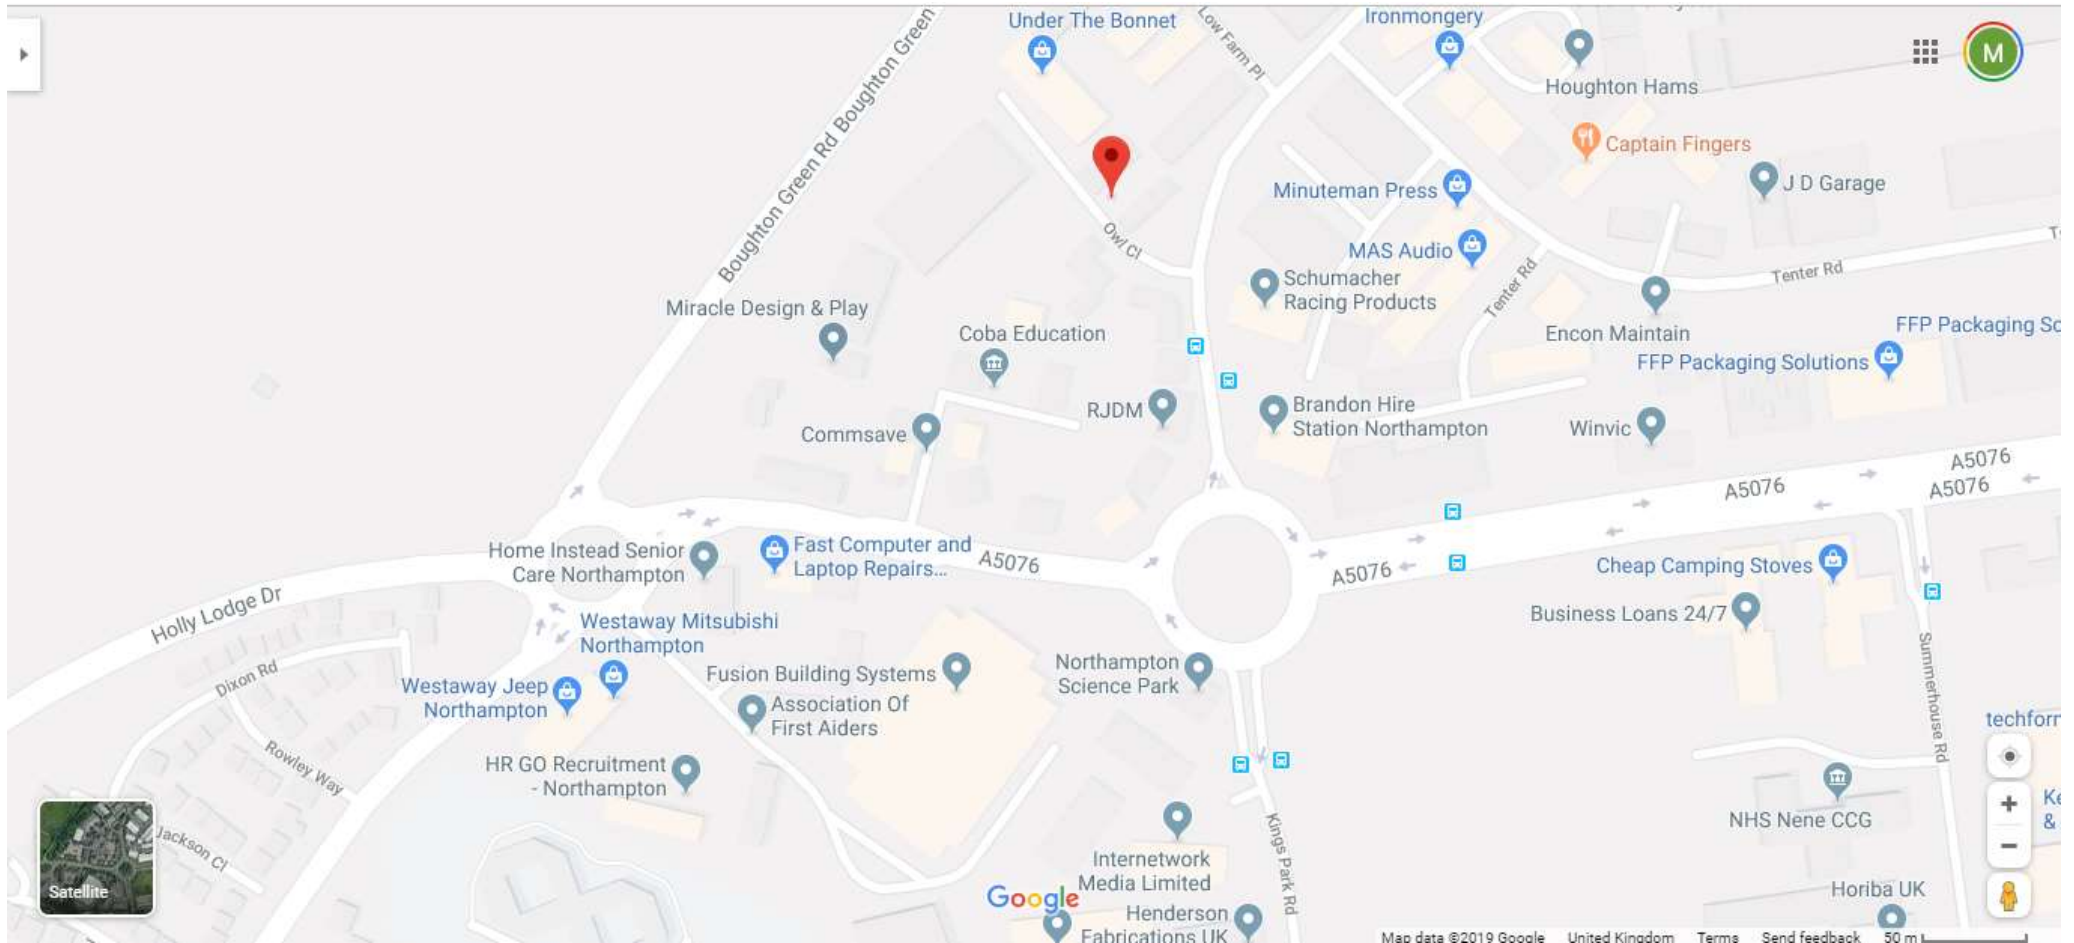 Under The Bonnet
Low Farm Pl
Ironmongery
M
Boughton Green Rd
Boughton Green
Houghton Hams
Captain Fingers
Minuteman Press
J D Garage
Owl Cl
MAS Audio
Schumacher
Racing Products
Tenter Rd
Tenter Rd
Miracle Design & Play
Coba Education
Encon Maintain
FFP Packaging So
FFP Packaging Solutions
RJDM
Brandon Hire
Station Northampton
Commsave
Winvic
A5076
A5076
A5076
Home Instead Senior
Care Northampton
Fast Computer and
Laptop Repairs...
A5076
A5076
Cheap Camping Stoves
Holly Lodge Dr
Westaway Mitsubishi
Northampton
Business Loans 24/7
Dixon Rd
Westaway Jeep
Northampton
Fusion Building Systems
Association Of
First Aiders
Northampton
Science Park
Summerhouse Rd
techforn
Rowley Way
HR GO Recruitment
- Northampton
Jackson Cl
Satellite
Kings Park Rd
NHS Nene CCG
Ke
&
Internetwork
Media Limited
Google
Henderson
Fabrications UK
Horiba UK
Map data ©2019 Google United Kingdom Terms Send feedback 50 m